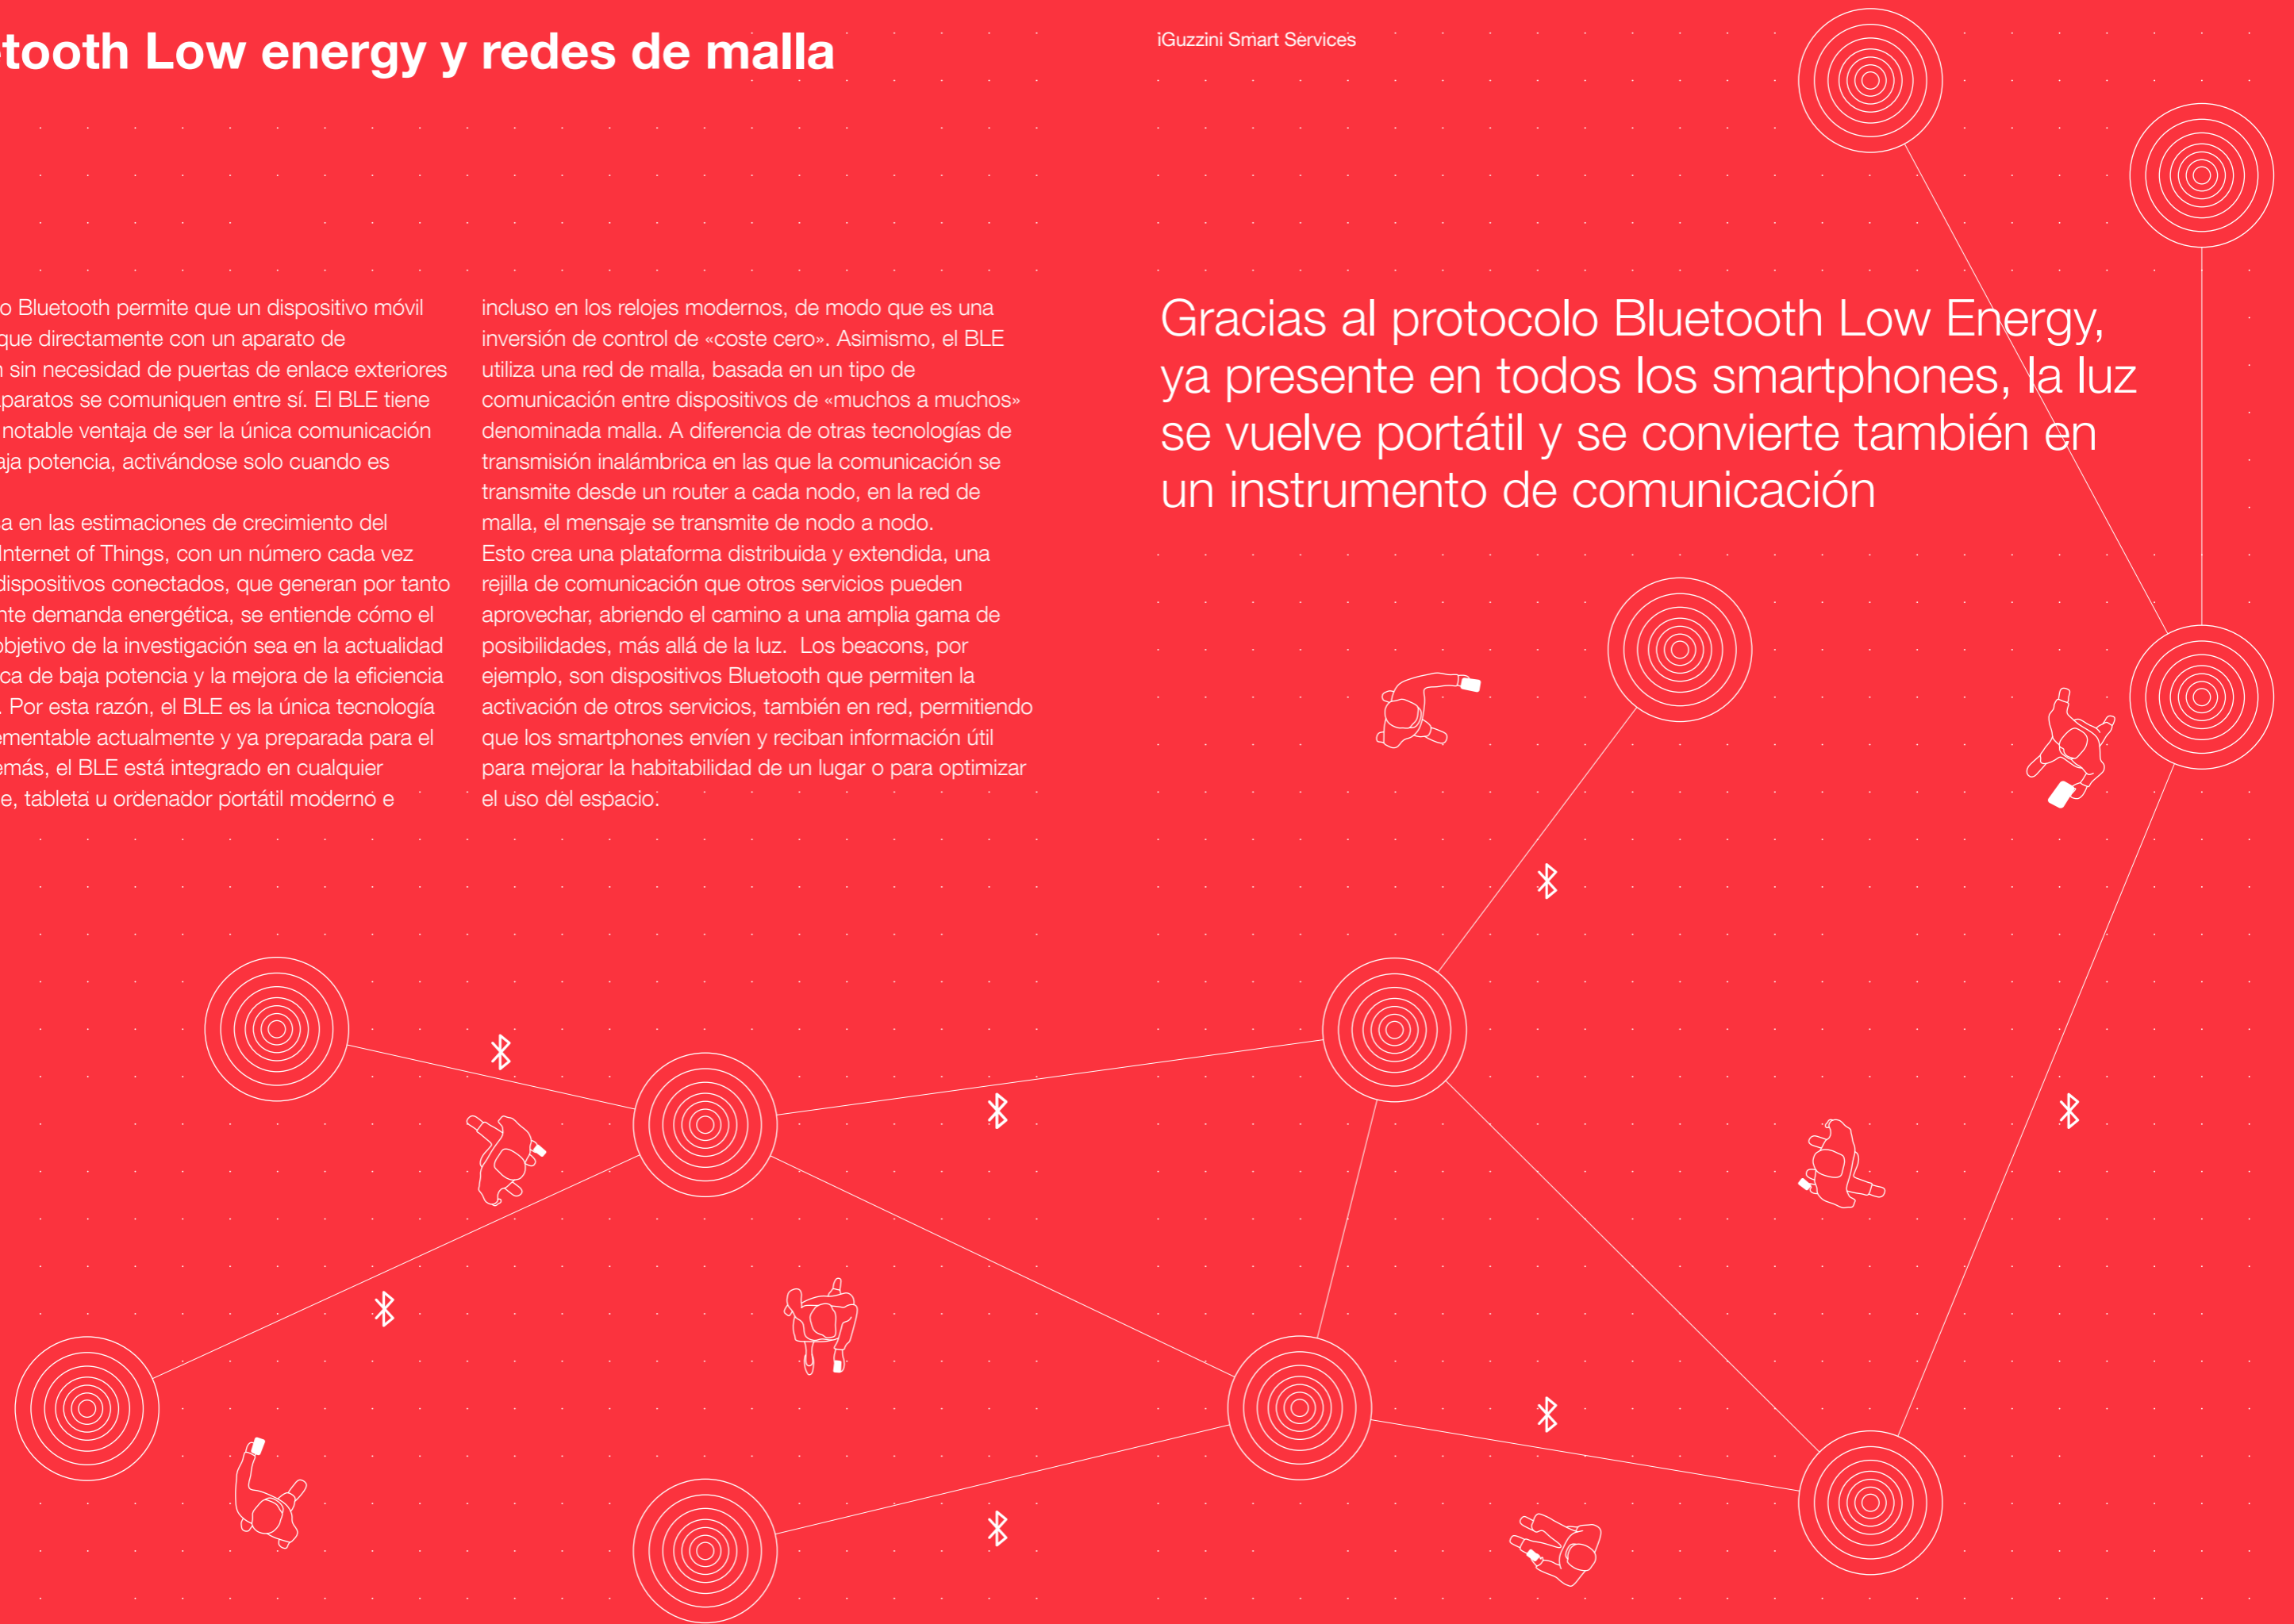 etooth Low energy y redes de malla
iGuzzini Smart Services
o Bluetooth permite que un dispositivo móvil
que directamente con un aparato de
n sin necesidad de puertas de enlace exteriores
aparatos se comuniquen entre sí. El BLE tiene
notable ventaja de ser la única comunicación
aja potencia, activándose solo cuando es
a en las estimaciones de crecimiento del
Internet of Things, con un número cada vez
dispositivos conectados, que generan por tanto
nte demanda energética, se entiende cómo el
objetivo de la investigación sea en la actualidad
ca de baja potencia y la mejora de la eficiencia
. Por esta razón, el BLE es la única tecnología
ementable actualmente y ya preparada para el
emás, el BLE está integrado en cualquier
e, tableta u ordenador portátil moderno e
incluso en los relojes modernos, de modo que es una
inversión de control de «coste cero». Asimismo, el BLE
utiliza una red de malla, basada en un tipo de
comunicación entre dispositivos de «muchos a muchos»
denominada malla. A diferencia de otras tecnologías de
transmisión inalámbrica en las que la comunicación se
transmite desde un router a cada nodo, en la red de
malla, el mensaje se transmite de nodo a nodo.
Esto crea una plataforma distribuida y extendida, una
rejilla de comunicación que otros servicios pueden
aprovechar, abriendo el camino a una amplia gama de
posibilidades, más allá de la luz. Los beacons, por
ejemplo, son dispositivos Bluetooth que permiten la
activación de otros servicios, también en red, permitiendo
que los smartphones envíen y reciban información útil
para mejorar la habitabilidad de un lugar o para optimizar
el uso del espacio.
Gracias al protocolo Bluetooth Low Energy,
ya presente en todos los smartphones, la luz
se vuelve portátil y se convierte también en
un instrumento de comunicación